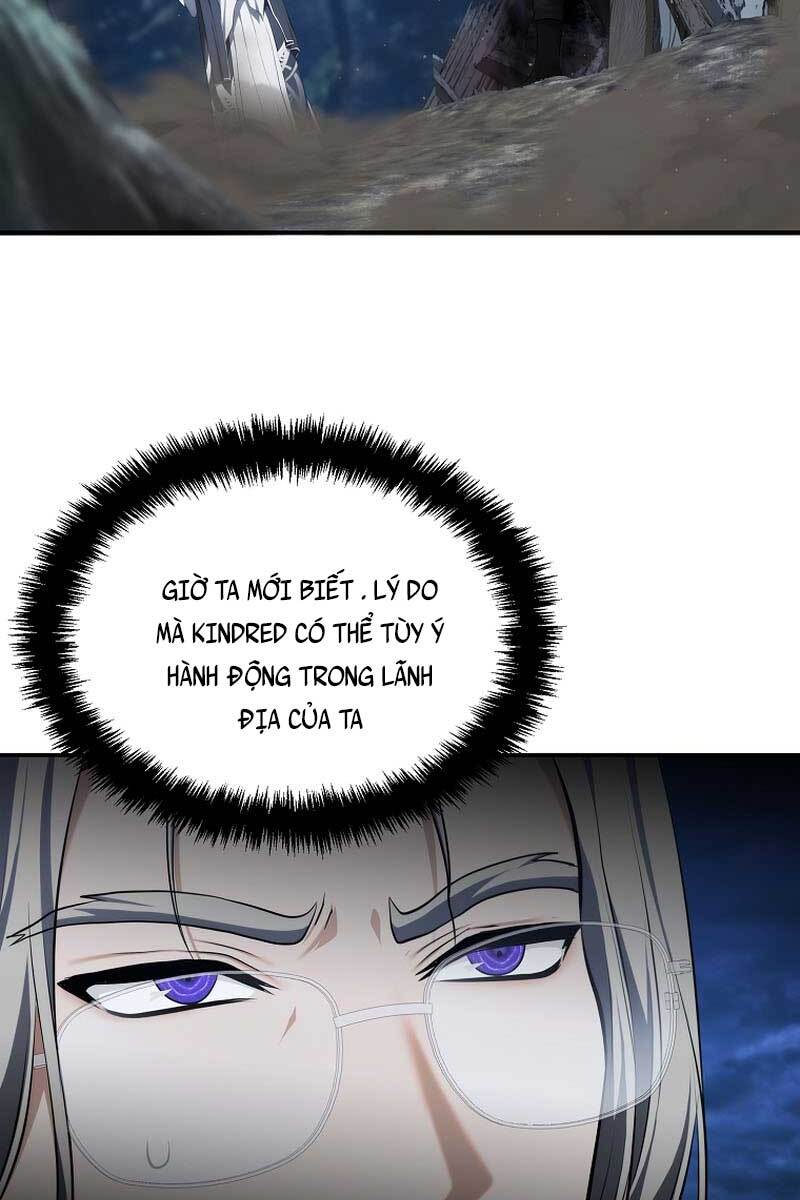 GIỜ TA MỚI BIẾT . LÝ DO
MÀ KINDRED CÓ THỂ TÙY Ý
HÀNH ĐỘNG TRONG LÃNH
ĐỊA CỦA TA